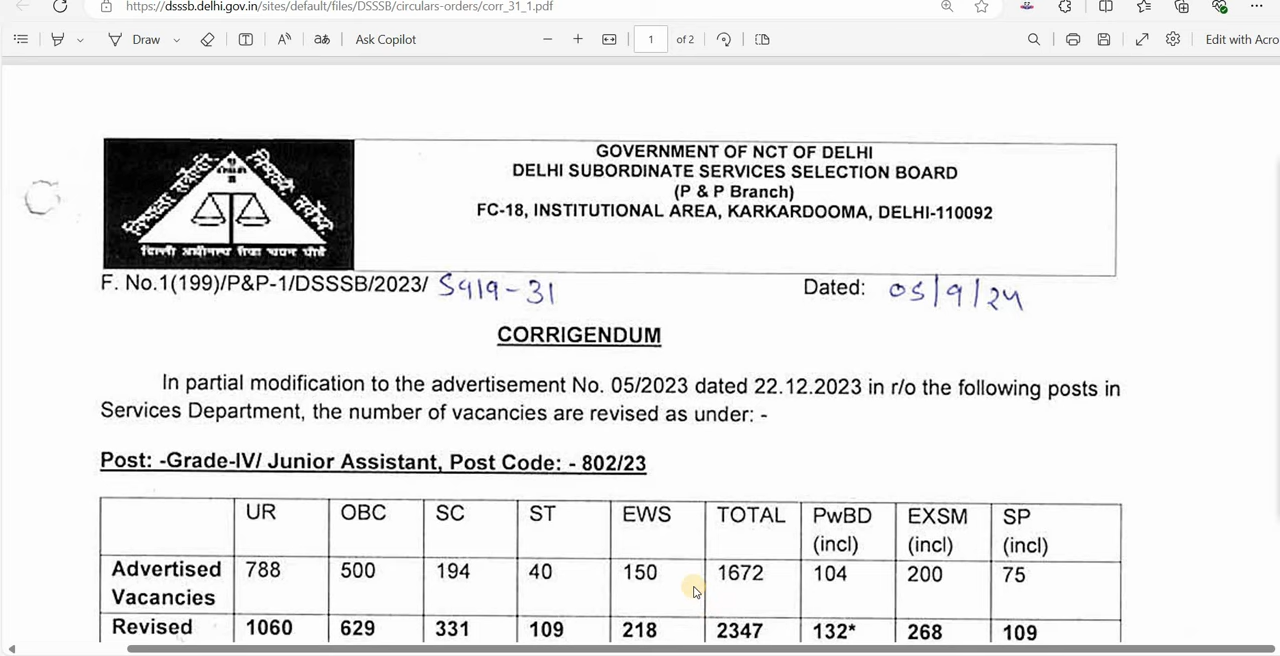 https://dsssb.delhi.gov.in/sites/default/files/DSSSB/circulars-orders/corr_31_1.pdf
Draw
Ask Copilot
1 of 2
Edit with Acro
GOVERNMENT OF NCT OF DELHI
DELHI SUBORDINATE SERVICES SELECTION BOARD
(P & P Branch)
FC-18, INSTITUTIONAL AREA, KARKARDOOMA, DELHI-110092
F. No.1(199)/P&P-1/DSSSB/2023/ 5919-31 Dated: 05/9/24
CORRIGENDUM
In partial modification to the advertisement No. 05/2023 dated 22.12.2023 in r/o the following posts in
Services Department, the number of vacancies are revised as under: -
Post: -Grade-IV/ Junior Assistant, Post Code: - 802/23
UR OBC SC ST EWS TOTAL PwBD (incl) EXSM (incl) SP (incl)
Advertised Vacancies 788 500 194 40 150 1672 104 200 75
Revised 1060 629 331 109 218 2347 132* 268 109